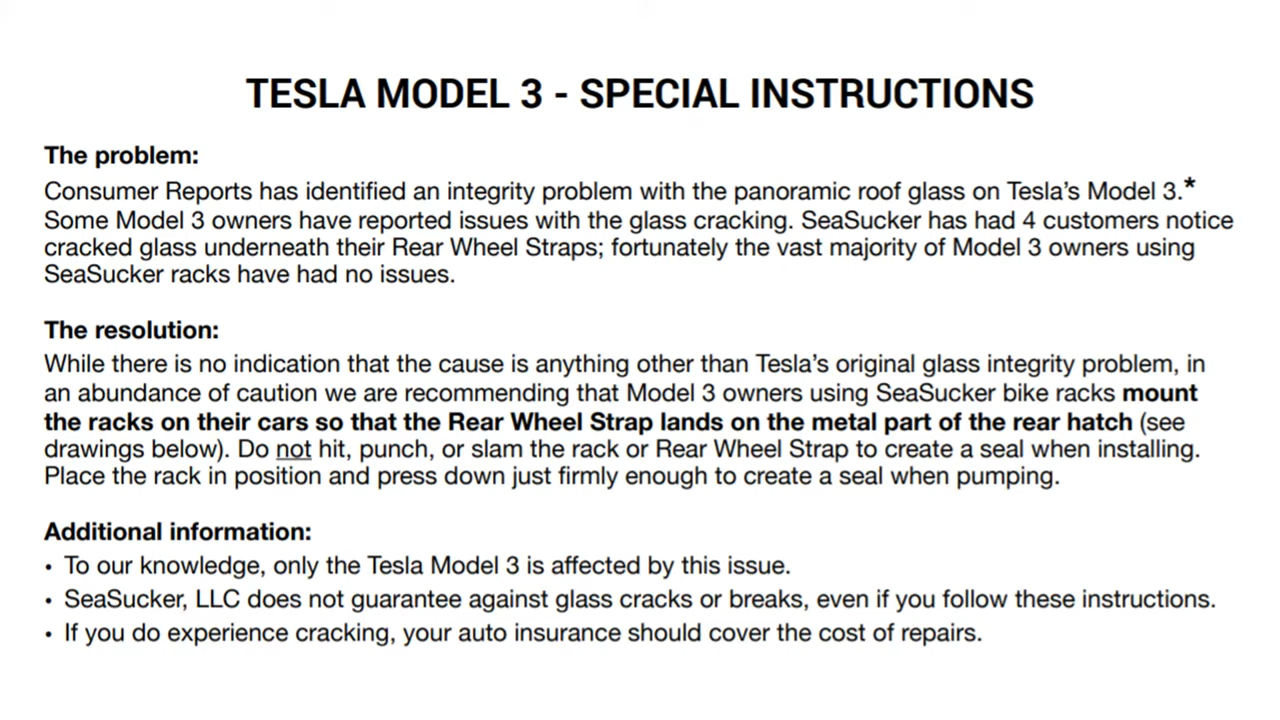 TESLA MODEL 3 - SPECIAL INSTRUCTIONS
The problem:
Consumer Reports has identified an integrity problem with the panoramic roof glass on Tesla's Model 3.*
Some Model 3 owners have reported issues with the glass cracking. SeaSucker has had 4 customers notice
cracked glass underneath their Rear Wheel Straps; fortunately the vast majority of Model 3 owners using
SeaSucker racks have had no issues.
The resolution:
While there is no indication that the cause is anything other than Tesla's original glass integrity problem, in
an abundance of caution we are recommending that Model 3 owners using SeaSucker bike racks mount
the racks on their cars so that the Rear Wheel Strap lands on the metal part of the rear hatch (see
drawings below). Do not hit, punch, or slam the rack or Rear Wheel Strap to create a seal when installing.
Place the rack in position and press down just firmly enough to create a seal when pumping.
Additional information:
• To our knowledge, only the Tesla Model 3 is affected by this issue.
• SeaSucker, LLC does not guarantee against glass cracks or breaks, even if you follow these instructions.
• If you do experience cracking, your auto insurance should cover the cost of repairs.